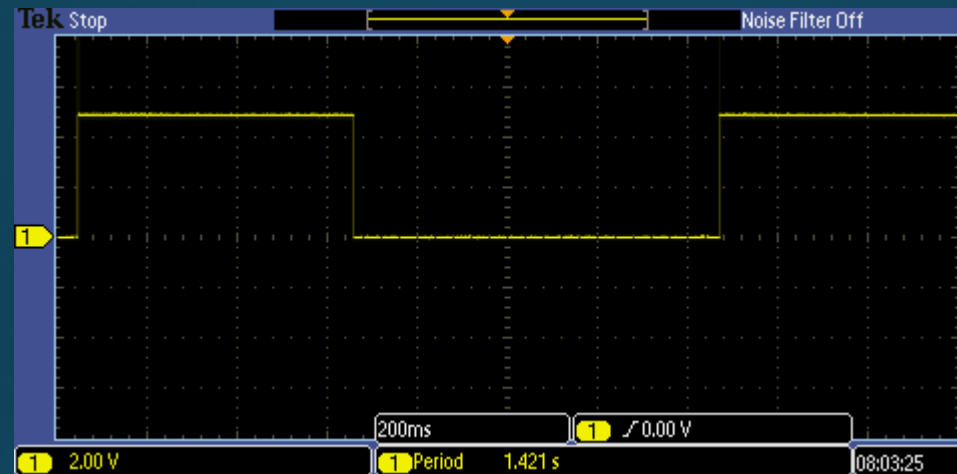 Tek Stop Noise Filter Off
1
200ms 1 0.00 V
1 2.00 V 1 Period 1.421 s 08:03:25